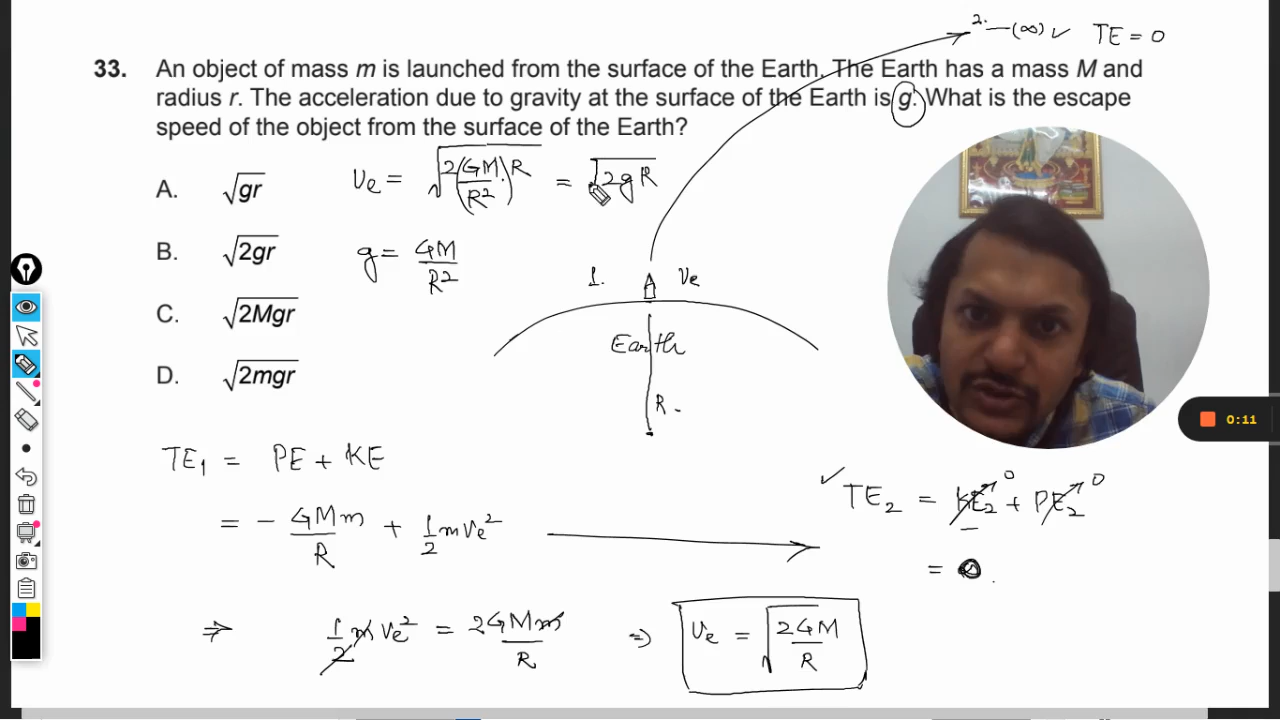 2. —(∞) ✓ TE = 0
33. An object of mass m is launched from the surface of the Earth. The Earth has a mass M and
radius r. The acceleration due to gravity at the surface of the Earth is g. What is the escape
speed of the object from the surface of the Earth?
A. √gr
B. √2gr
C. √2Mgr
D. √2mgr
Ve = √2(GM/R²)·R = √2gR
g = GM/R²
1. Ve
Earth
R
0:11
TE₁ = PE + KE
= - GMm/R + 1/2 mVe²
✓ TE₂ = KE₂ 0 + PE₂ 0
= 0
⇒ 1/2 mVe² = 2GMm/R ⇒ Ve = √2GM/R